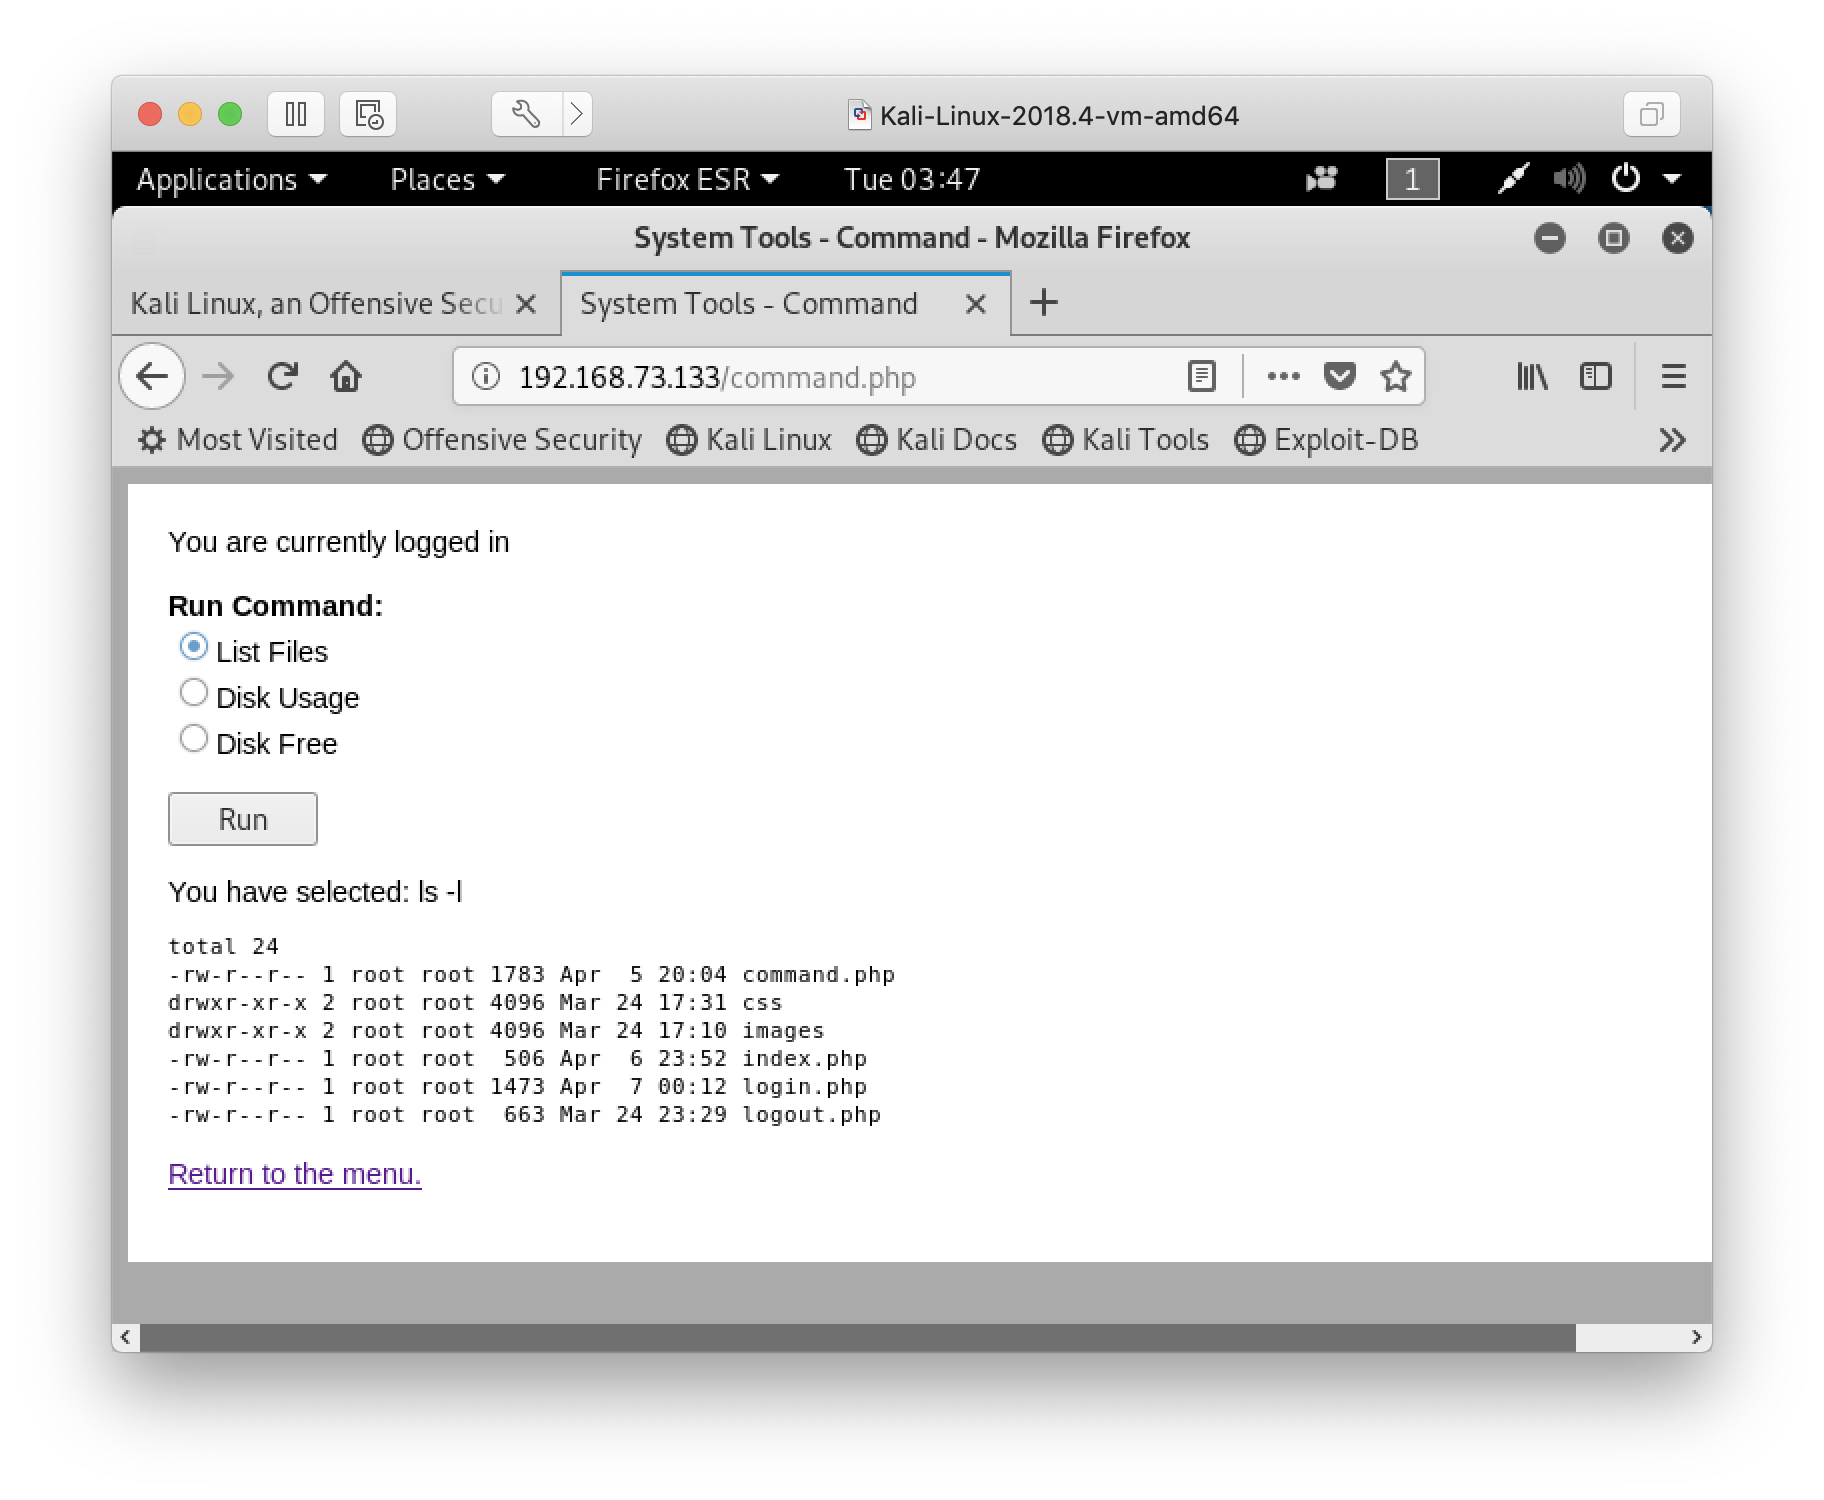 Kali-Linux-2018.4-vm-amd64
Applications Places Firefox ESR Tue 03:47 1
System Tools - Command - Mozilla Firefox
Kali Linux, an Offensive Secu System Tools - Command
192.168.73.133/command.php
Most Visited Offensive Security Kali Linux Kali Docs Kali Tools Exploit-DB
You are currently logged in
Run Command:
List Files
Disk Usage
Disk Free
Run
You have selected: ls -l
total 24
-rw-r--r-- 1 root root 1783 Apr  5 20:04 command.php
drwxr-xr-x 2 root root 4096 Mar 24 17:31 css
drwxr-xr-x 2 root root 4096 Mar 24 17:10 images
-rw-r--r-- 1 root root  506 Apr  6 23:52 index.php
-rw-r--r-- 1 root root 1473 Apr  7 00:12 login.php
-rw-r--r-- 1 root root  663 Mar 24 23:29 logout.php
Return to the menu.